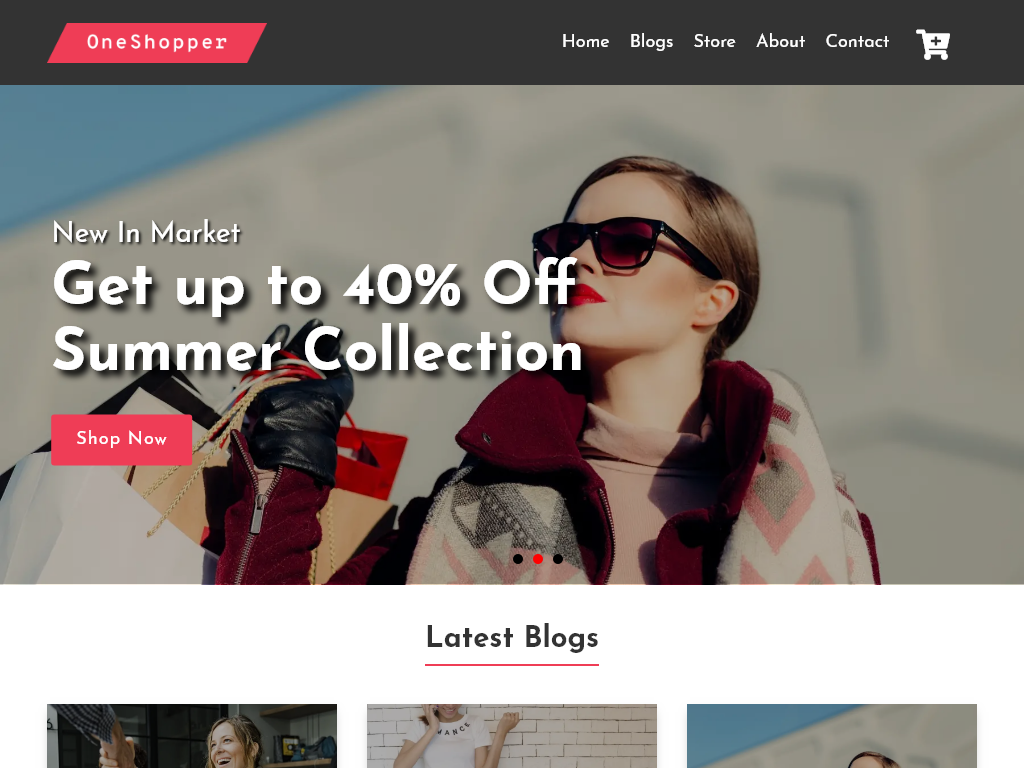 OneShopper
Home Blogs Store About Contact
New In Market
Get up to 40% Off
Summer Collection
Shop Now
Latest Blogs